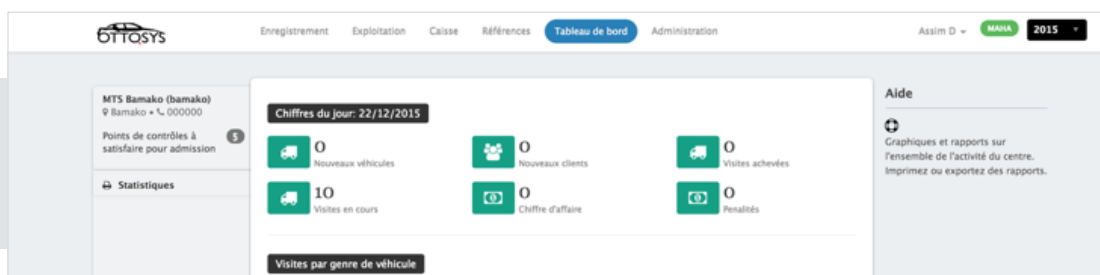 OTTOSYS
Enregistrement Exploitation Caisse Références Tableau de bord Administration
Assim D MAHA 2015
MTS Bamako (bamako)
Bamako • 000000
Points de contrôles à
satisfaire pour admission
5
Statistiques
Chiffres du jour: 22/12/2015
0
Nouveaux véhicules
0
Nouveaux clients
0
Visites achevées
10
Visites en cours
0
Chiffre d'affaire
0
Penalités
Visites par genre de véhicule
Aide
Graphiques et rapports sur
l'ensemble de l'activité du centre.
Imprimez ou exportez des rapports.